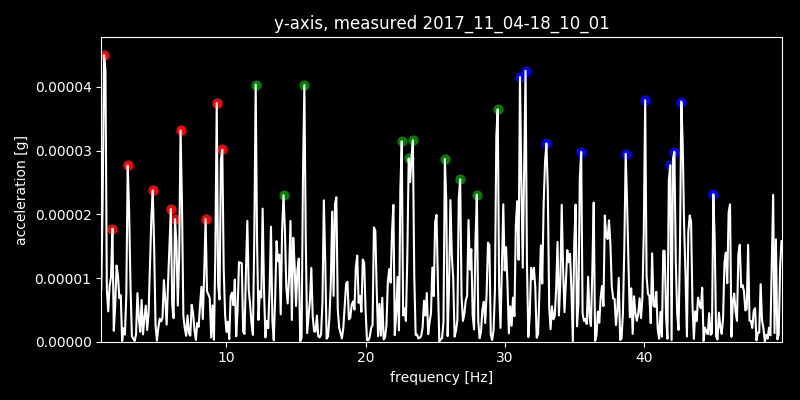 y-axis, measured 2017_11_04-18_10_01
acceleration [g]
0.00004
0.00003
0.00002
0.00001
0.00000
10 20 30 40
frequency [Hz]